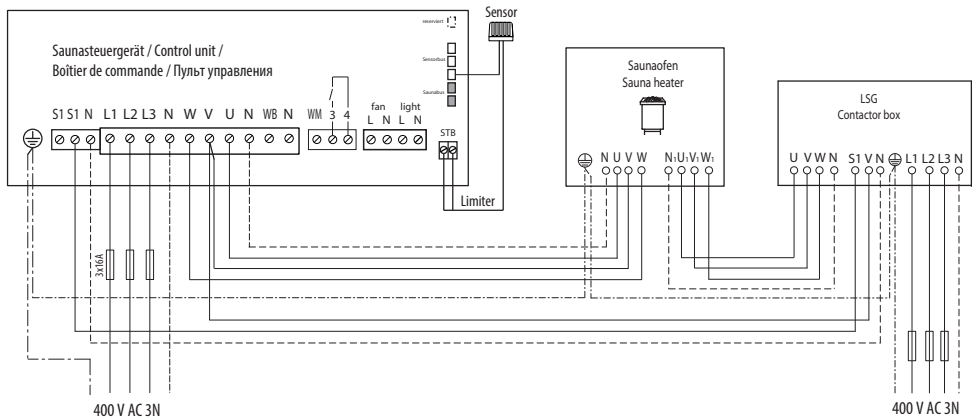 reserviert
Sensor
Saunasteuergerät / Control unit /
Boîtier de commande / Пульт управления
Sensorbus
Saunabus
S1 S1 N L1 L2 L3 N W V U N WB N
WM 3 4
fan light
L N L N
STB
Limiter
Saunaofen
Sauna heater
N U V W N1 U1 V1 W1
LSG
Contactor box
U V W N S1 V N L1 L2 L3 N
3x16A
400 V AC 3N
400 V AC 3N